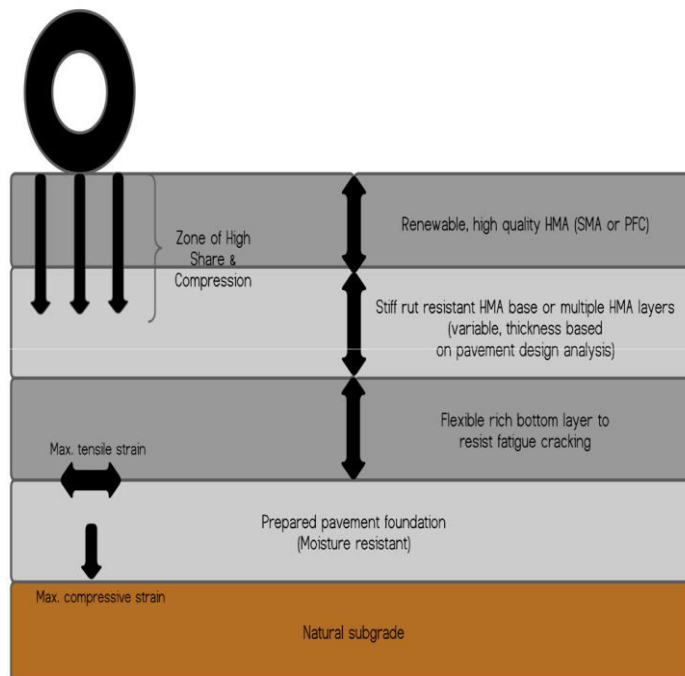 Renewable, high quality HMA (SMA or PFC)
Zone of High
Share &
Compression
Stiff rut resistant HMA base or multiple HMA layers
(variable, thickness based
on pavement design analysis)
Flexible rich bottom layer to
resist fatigue cracking
Max. tensile strain
Prepared pavement foundation
(Moisture resistant)
Max. compressive strain
Natural subgrade